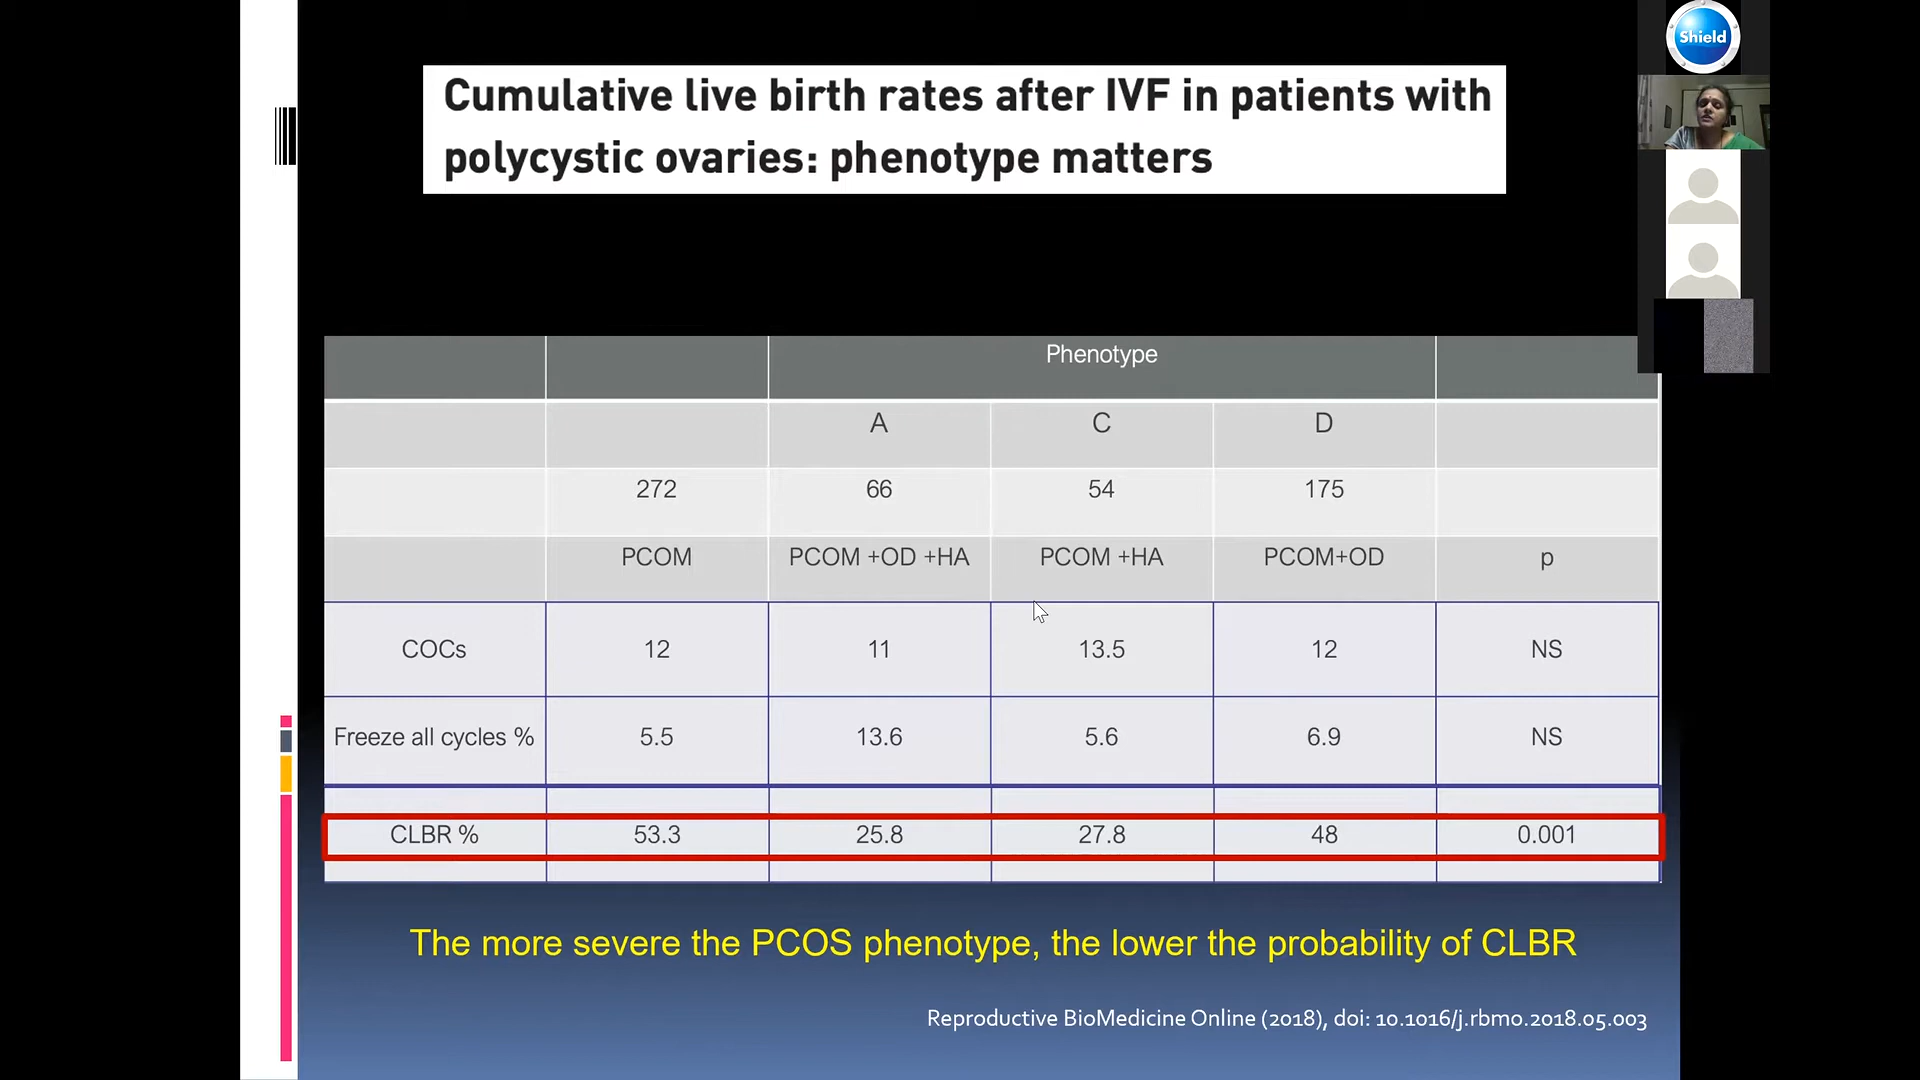 Shield
Cumulative live birth rates after IVF in patients with
polycystic ovaries: phenotype matters
Phenotype
A C D
272 66 54 175
PCOM PCOM +OD +HA PCOM +HA PCOM+OD p
COCs 12 11 13.5 12 NS
Freeze all cycles % 5.5 13.6 5.6 6.9 NS
CLBR % 53.3 25.8 27.8 48 0.001
The more severe the PCOS phenotype, the lower the probability of CLBR
Reproductive BioMedicine Online (2018), doi: 10.1016/j.rbmo.2018.05.003